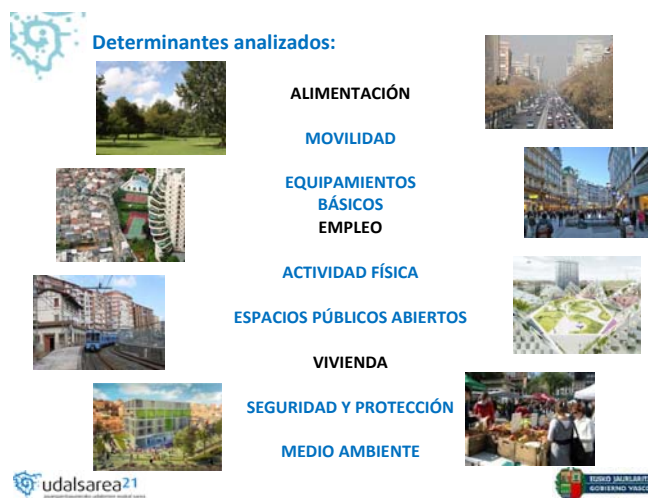 Determinantes analizados:
ALIMENTACIÓN
MOVILIDAD
EQUIPAMIENTOS
BÁSICOS
EMPLEO
ACTIVIDAD FÍSICA
ESPACIOS PÚBLICOS ABIERTOS
VIVIENDA
SEGURIDAD Y PROTECCIÓN
MEDIO AMBIENTE
udalsarea21
EUSKO JAURLARITZA
GOBIERNO VASCO